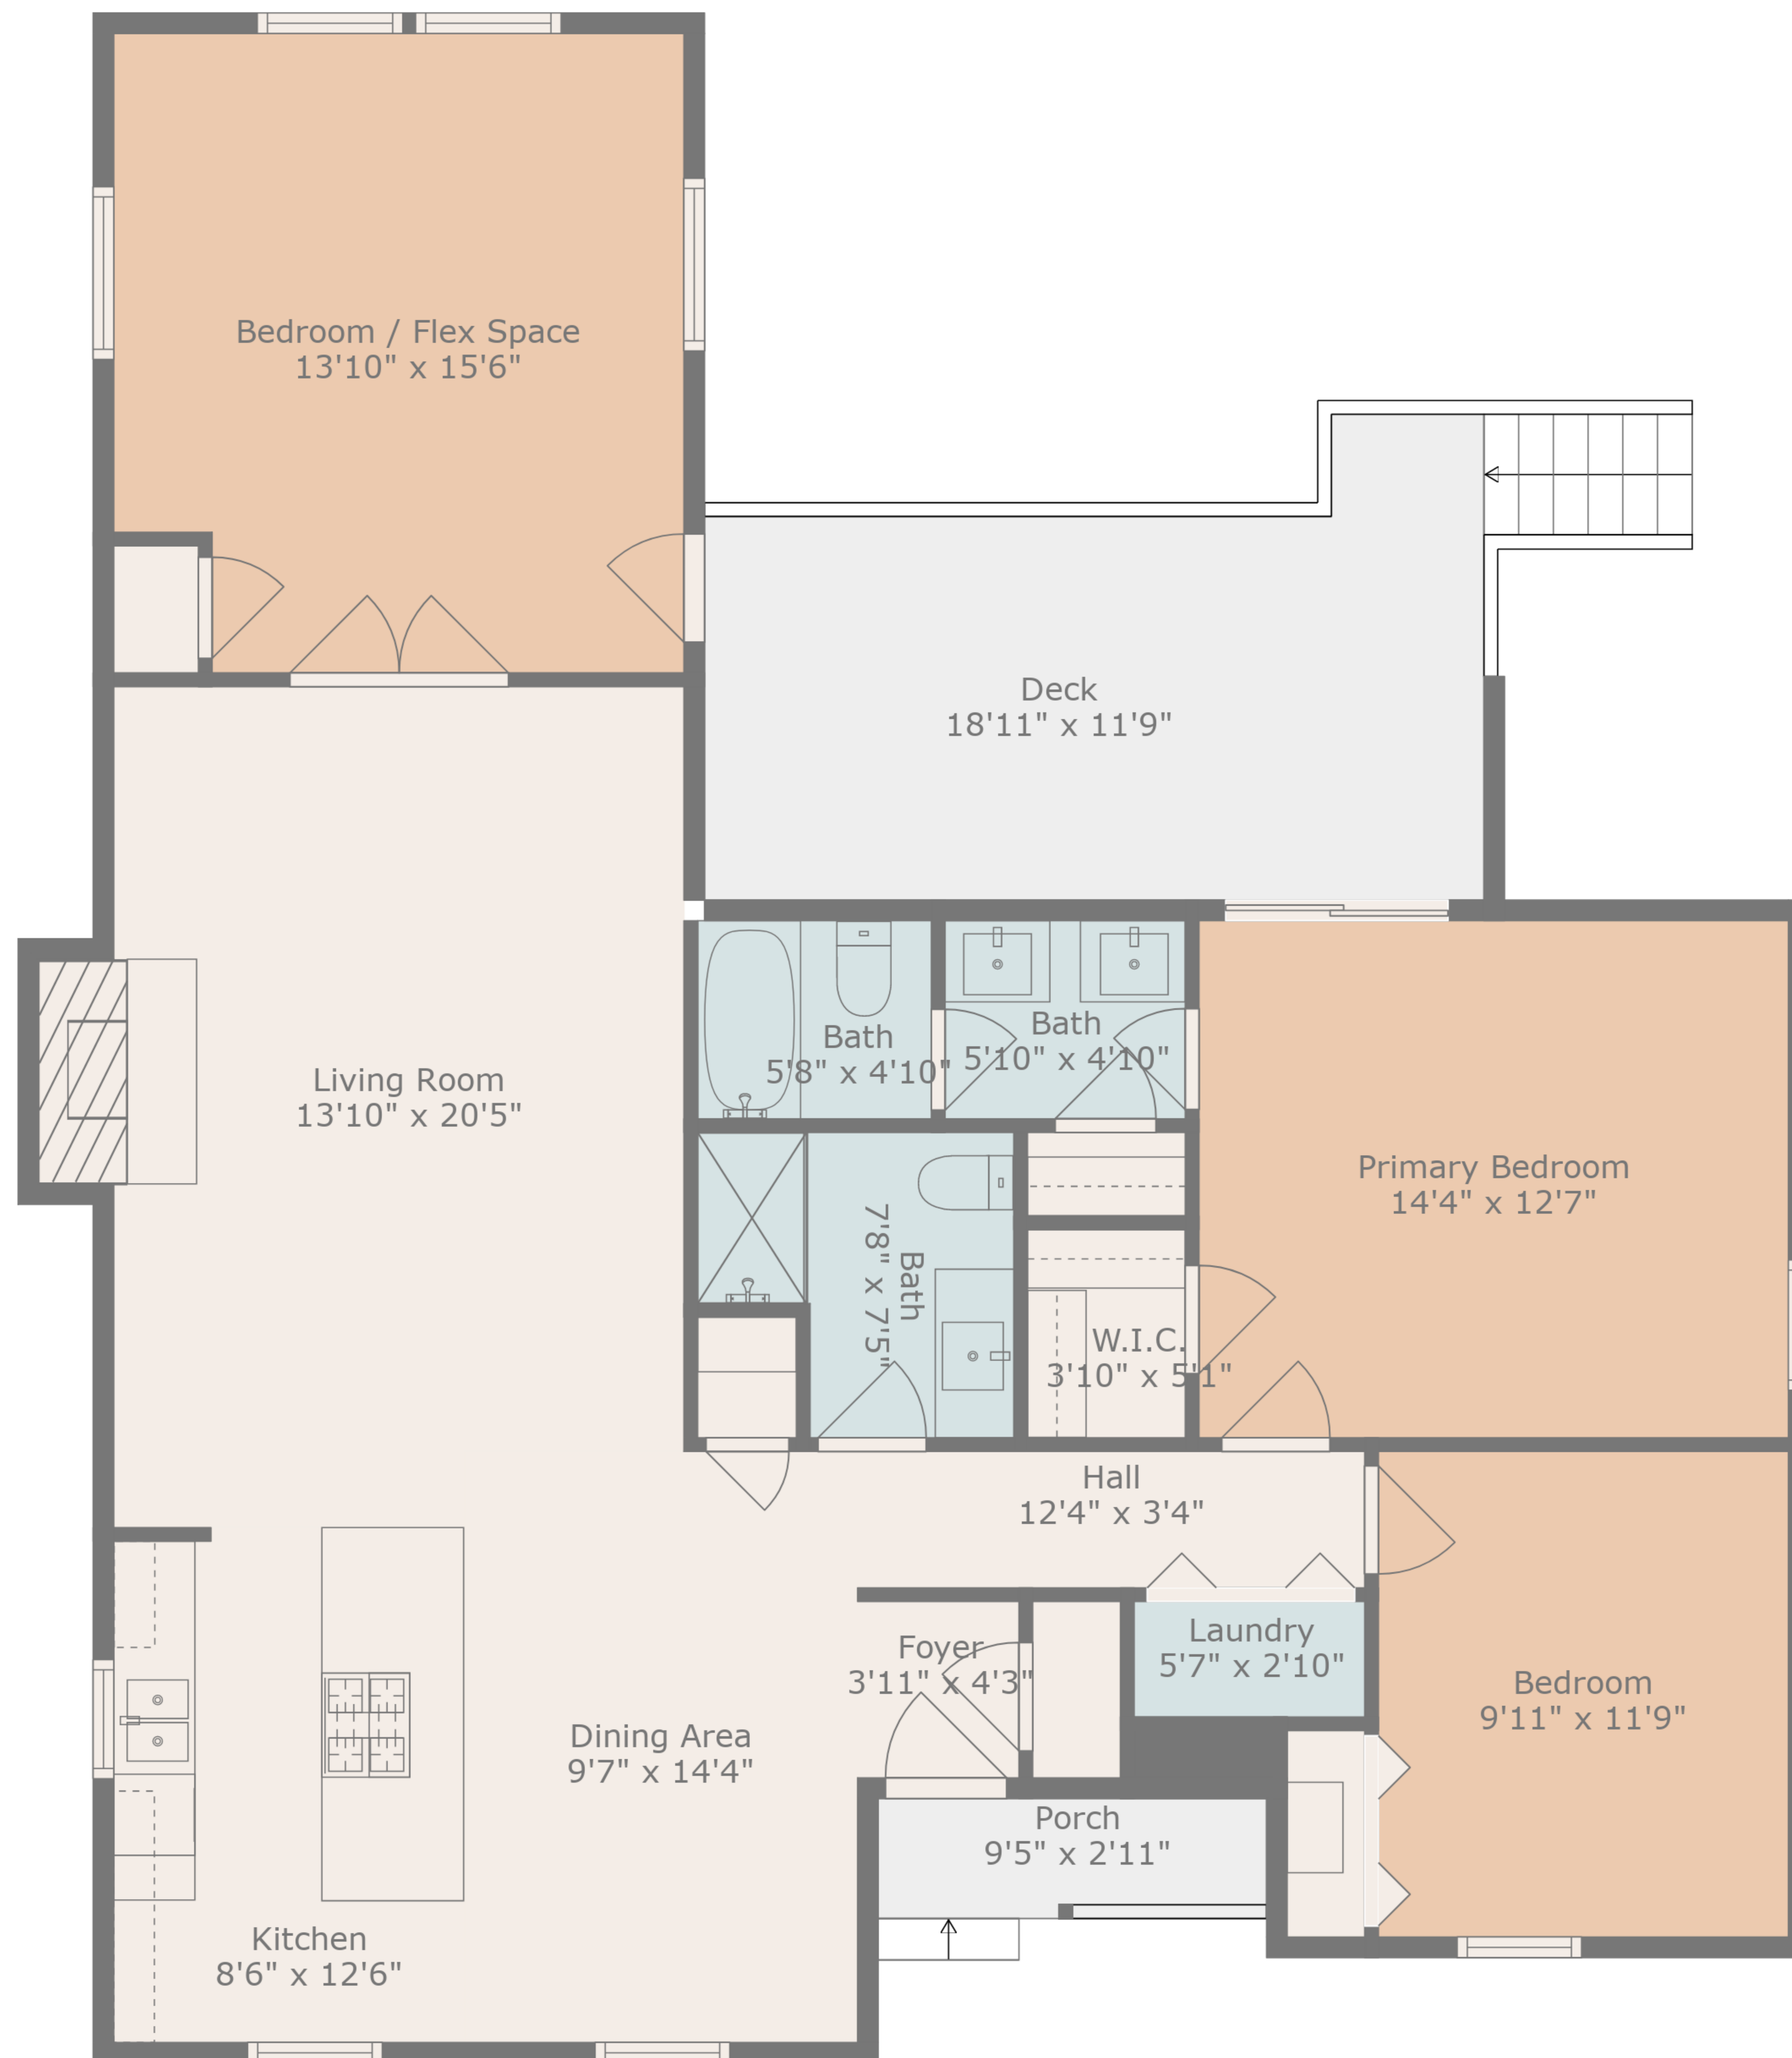 Bedroom / Flex Space
13'10" x 15'6"
Deck
18'11" x 11'9"
Living Room
13'10" x 20'5"
Bath
5'8" x 4'10"
Bath
5'10" x 4'10"
Primary Bedroom
14'4" x 12'7"
Bath
7'8" x 7'5"
W.I.C.
3'10" x 5'1"
Hall
12'4" x 3'4"
Foyer
3'11" x 4'3"
Laundry
5'7" x 2'10"
Bedroom
9'11" x 11'9"
Dining Area
9'7" x 14'4"
Porch
9'5" x 2'11"
Kitchen
8'6" x 12'6"